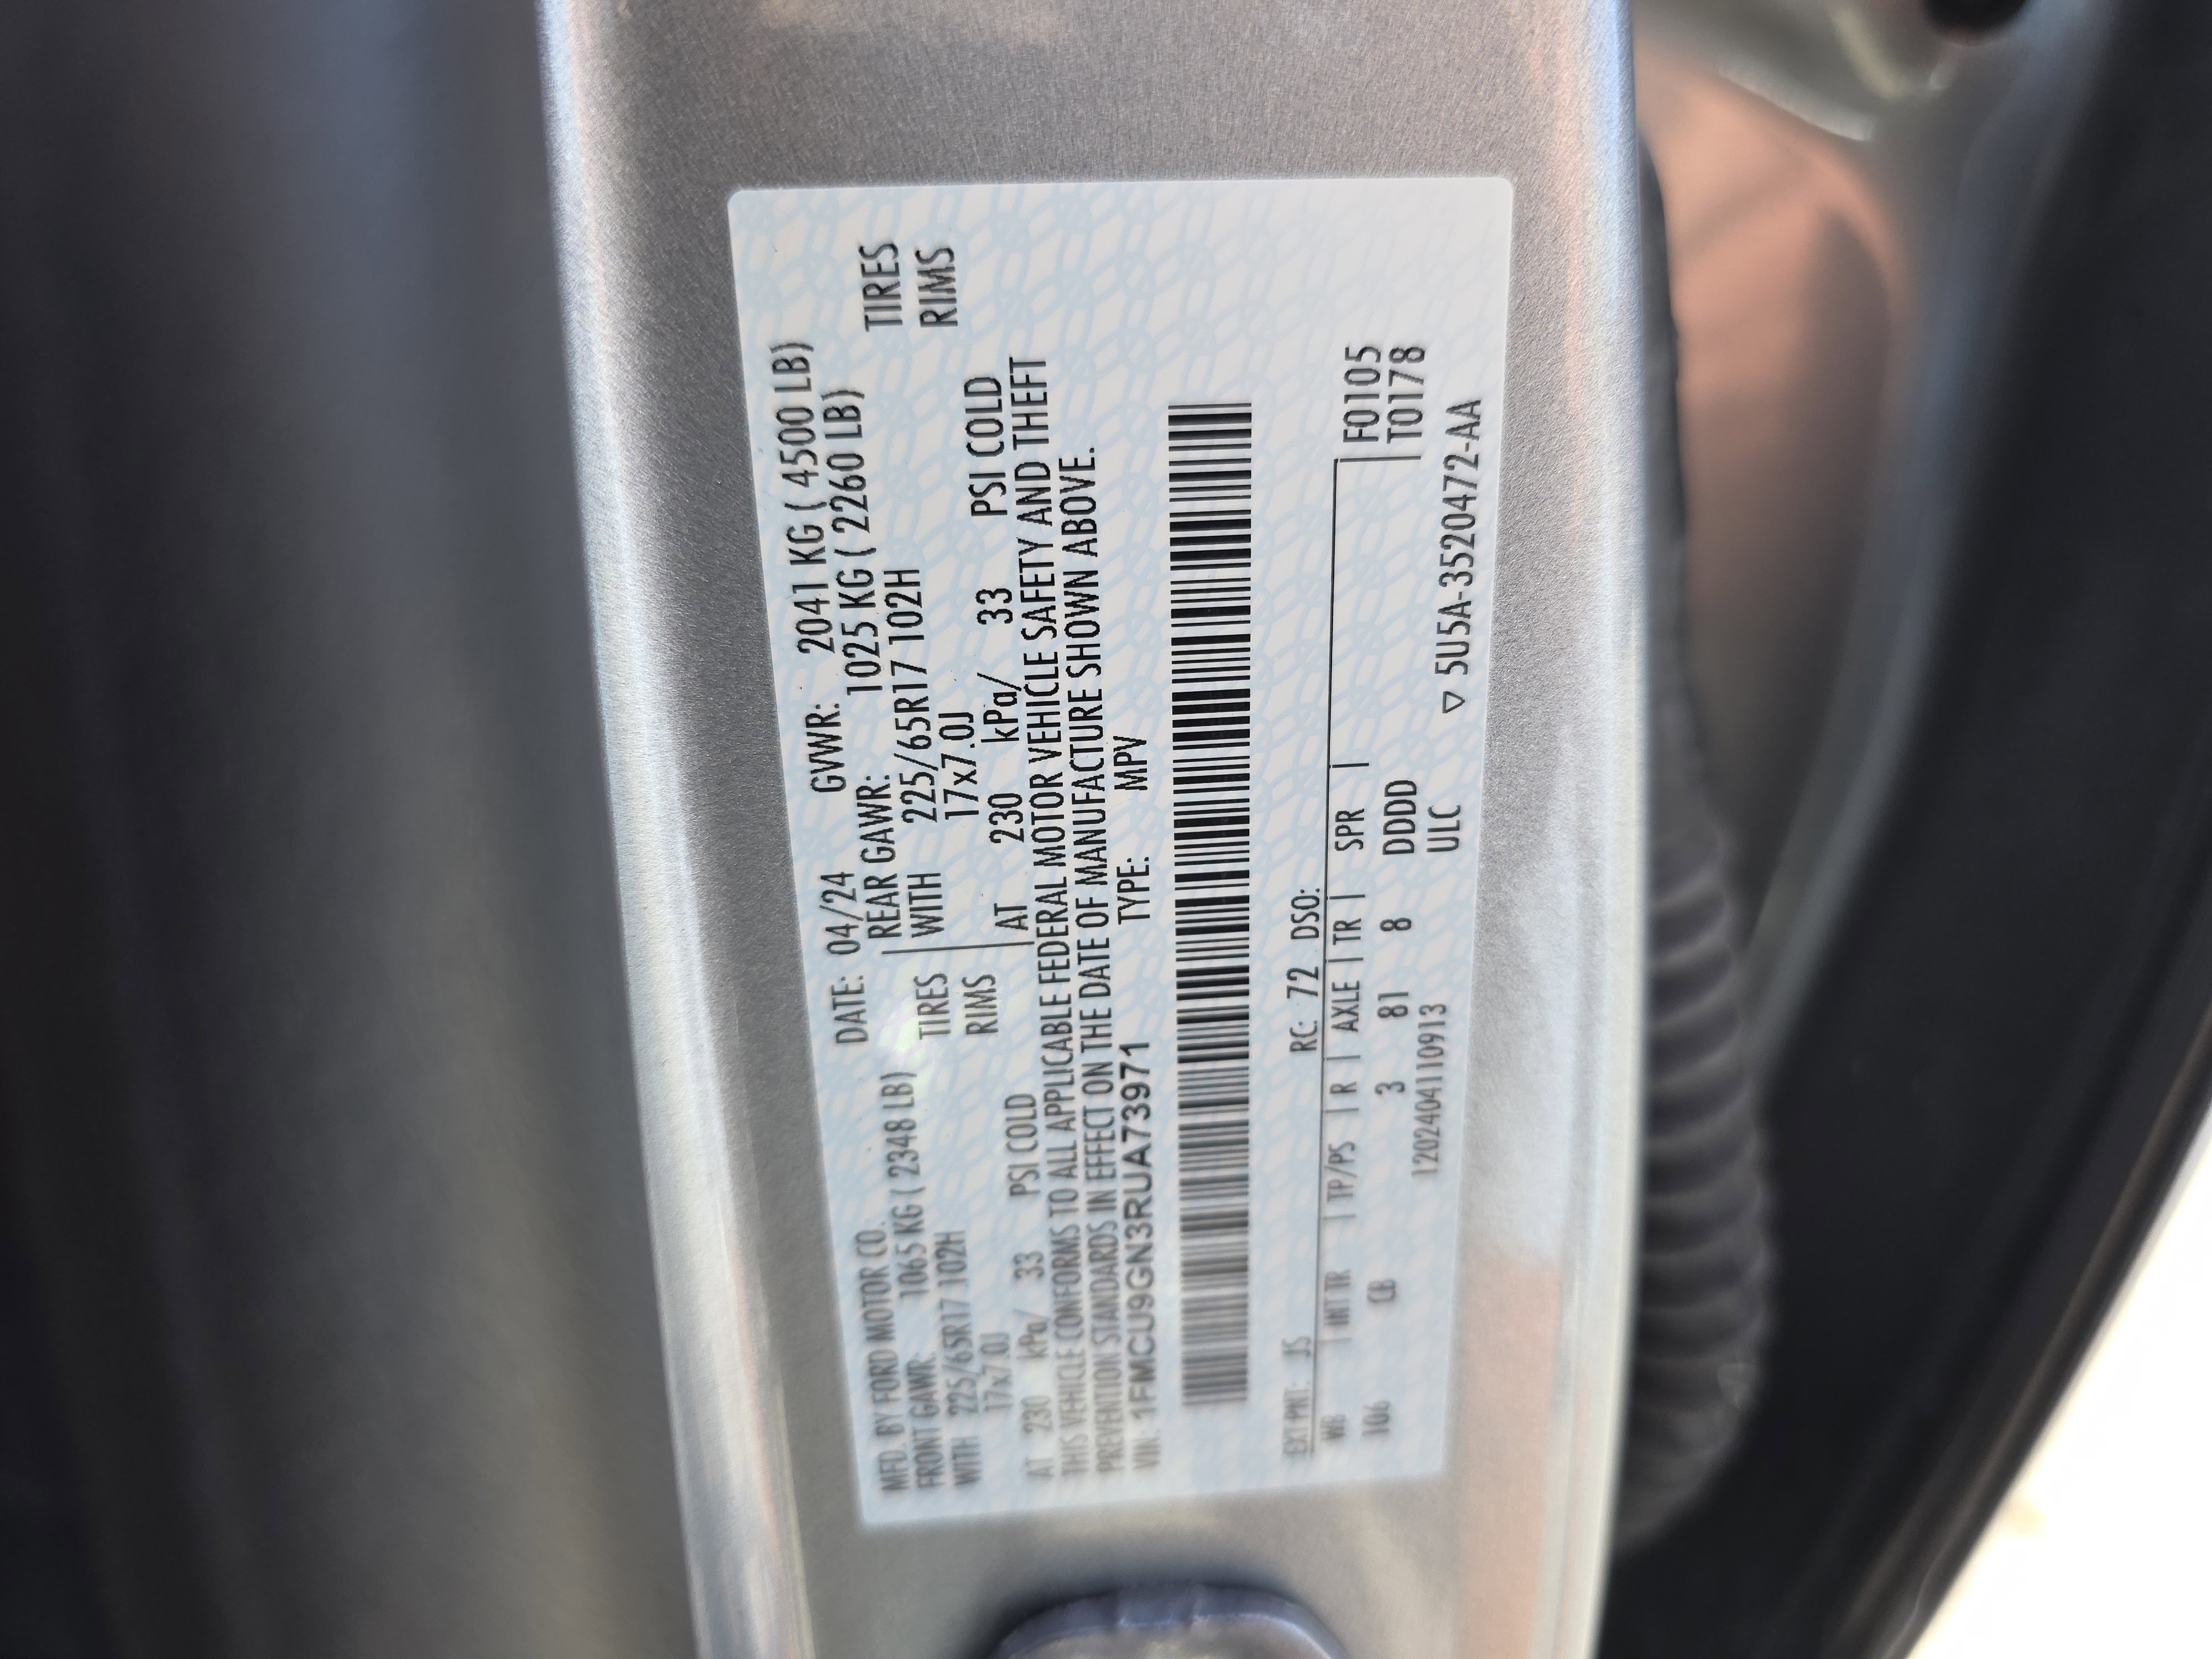 MFD. BY FORD MOTOR CO. DATE: 04/24 GVWR: 2041 KG ( 4500 LB)
FRONT GAWR: 1065 KG ( 2348 LB) REAR GAWR: 1025 KG ( 2260 LB)
WITH 225/65R17 102H TIRES WITH 225/65R17 102H TIRES
17x7.0J RIMS 17x7.0J RIMS
AT 230 kPa/ 33 PSI COLD AT 230 kPa/ 33 PSI COLD
THIS VEHICLE CONFORMS TO ALL APPLICABLE FEDERAL MOTOR VEHICLE SAFETY AND THEFT
PREVENTION STANDARDS IN EFFECT ON THE DATE OF MANUFACTURE SHOWN ABOVE.
VIN: 1FMCU9GN3RUA73971 TYPE: MPV
EXT PNT: JS RC: 72 DSO:
WB | INT TR | TP/PS | R | AXLE | TR | SPR | F0105
106 CB 3 81 8 DDDD T0178
120240411091​3 ULC ▽ 5U5A-3520472-AA